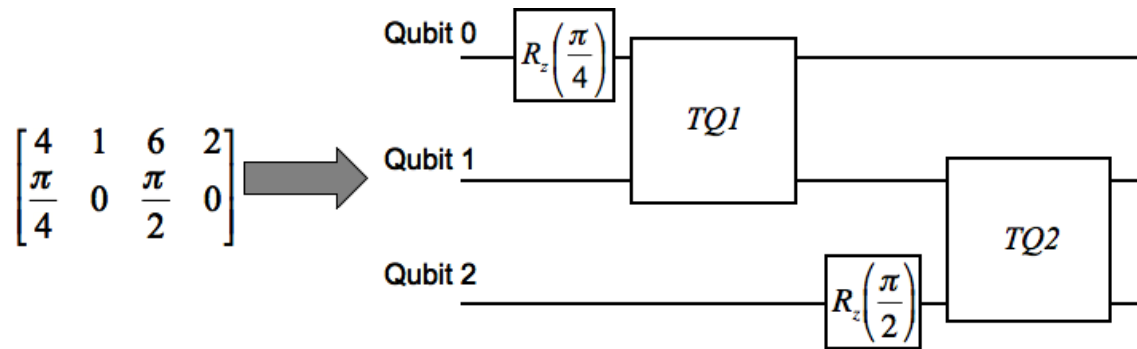 [4 1 6 2
π/4 0 π/2 0]
Qubit 0
R_z(π/4)
TQ1
Qubit 1
TQ2
Qubit 2
R_z(π/2)